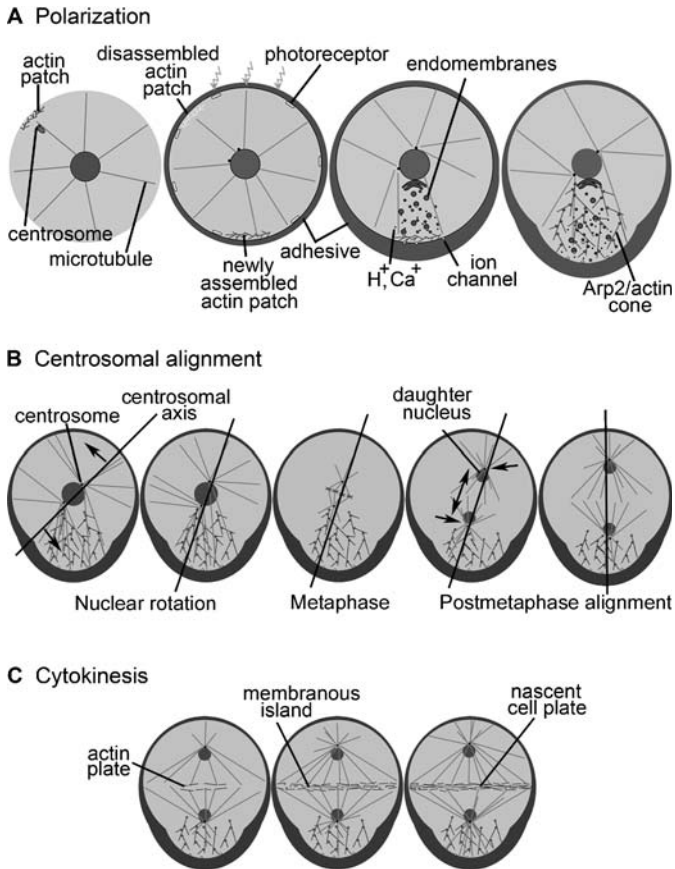 A Polarization
actin
patch
disassembled
actin
patch
photoreceptor
endomembranes
centrosome
microtubule
newly
assembled
actin patch
adhesive
H+, Ca+
ion
channel
Arp2/actin
cone
B Centrosomal alignment
centrosome
centrosomal
axis
daughter
nucleus
Nuclear rotation
Metaphase
Postmetaphase alignment
C Cytokinesis
actin
plate
membranous
island
nascent
cell plate